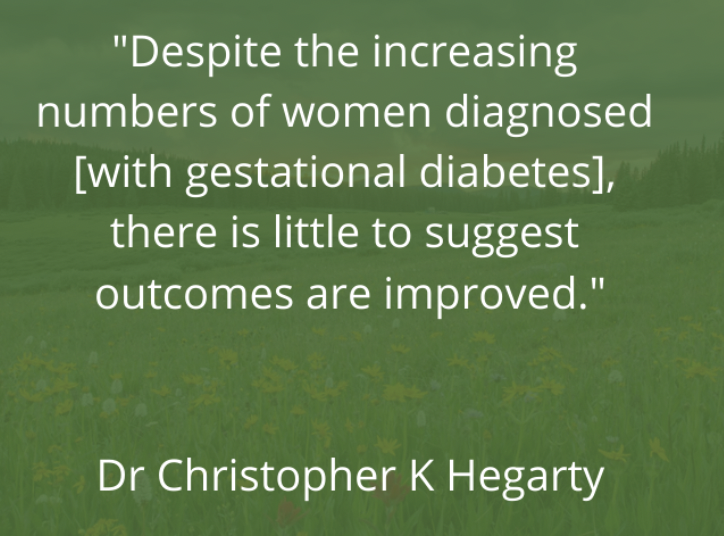 "Despite the increasing
numbers of women diagnosed
[with gestational diabetes],
there is little to suggest
outcomes are improved."
Dr Christopher K Hegarty